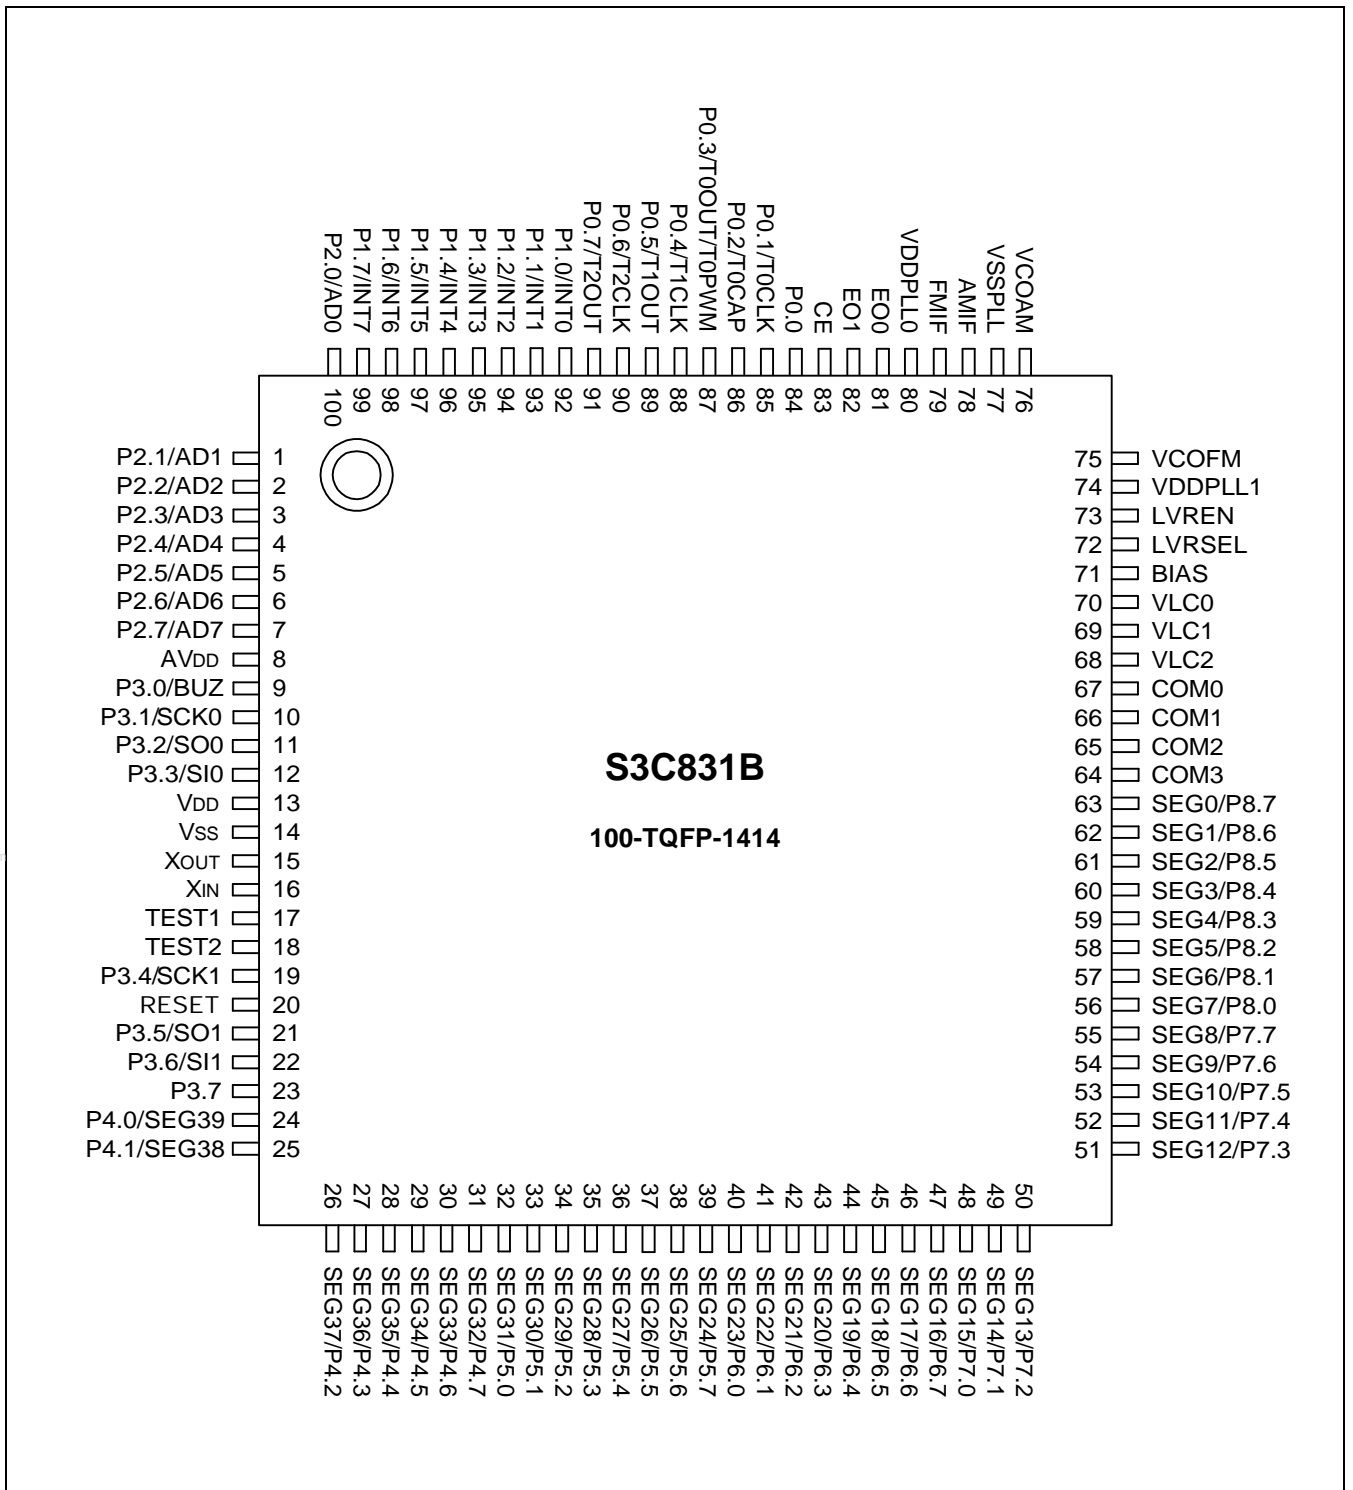 P2.0/AD0
P1.7/INT7
P1.6/INT6
P1.5/INT5
P1.4/INT4
P1.3/INT3
P1.2/INT2
P1.1/INT1
P1.0/INT0
P0.7/T2OUT
P0.6/T2CLK
P0.5/T1OUT
P0.4/T1CLK
P0.3/T0OUT/T0PWM
P0.2/T0CAP
P0.1/T0CLK
P0.0
CE
EO1
EO0
VDDPLL0
FMIF
AMIF
VSSPLL
VCOAM
100
99
98
97
96
95
94
93
92
91
90
89
88
87
86
85
84
83
82
81
80
79
78
77
76
P2.1/AD1 1
P2.2/AD2 2
P2.3/AD3 3
P2.4/AD4 4
P2.5/AD5 5
P2.6/AD6 6
P2.7/AD7 7
AVDD 8
P3.0/BUZ 9
P3.1/SCK0 10
P3.2/SO0 11
P3.3/SI0 12
VDD 13
VSS 14
XOUT 15
XIN 16
TEST1 17
TEST2 18
P3.4/SCK1 19
RESET 20
P3.5/SO1 21
P3.6/SI1 22
P3.7 23
P4.0/SEG39 24
P4.1/SEG38 25
S3C831B
100-TQFP-1414
75 VCOFM
74 VDDPLL1
73 LVREN
72 LVRSEL
71 BIAS
70 VLC0
69 VLC1
68 VLC2
67 COM0
66 COM1
65 COM2
64 COM3
63 SEG0/P8.7
62 SEG1/P8.6
61 SEG2/P8.5
60 SEG3/P8.4
59 SEG4/P8.3
58 SEG5/P8.2
57 SEG6/P8.1
56 SEG7/P8.0
55 SEG8/P7.7
54 SEG9/P7.6
53 SEG10/P7.5
52 SEG11/P7.4
51 SEG12/P7.3
26
27
28
29
30
31
32
33
34
35
36
37
38
39
40
41
42
43
44
45
46
47
48
49
50
SEG37/P4.2
SEG36/P4.3
SEG35/P4.4
SEG34/P4.5
SEG33/P4.6
SEG32/P4.7
SEG31/P5.0
SEG30/P5.1
SEG29/P5.2
SEG28/P5.3
SEG27/P5.4
SEG26/P5.5
SEG25/P5.6
SEG24/P5.7
SEG23/P6.0
SEG22/P6.1
SEG21/P6.2
SEG20/P6.3
SEG19/P6.4
SEG18/P6.5
SEG17/P6.6
SEG16/P6.7
SEG15/P7.0
SEG14/P7.1
SEG13/P7.2